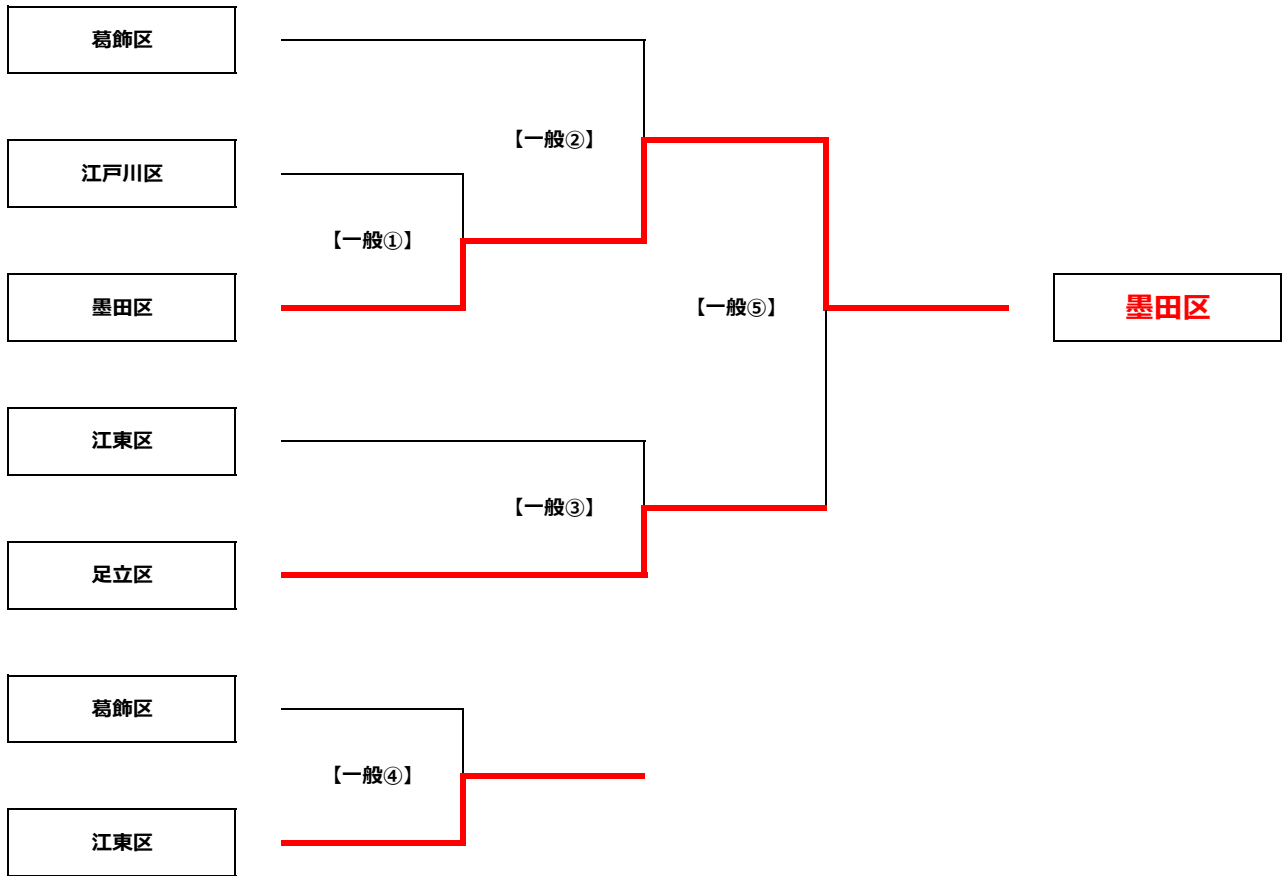 葛飾区
【一般②】
江戸川区
【一般①】
墨田区
【一般⑤】
墨田区
江東区
【一般③】
足立区
葛飾区
【一般④】
江東区